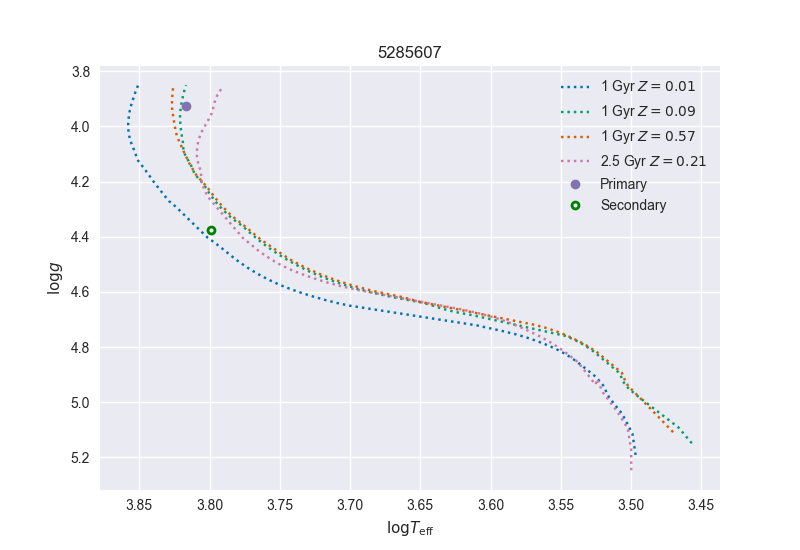 5285607
3.8
4.0
4.2
4.4
4.6
4.8
5.0
5.2
log g
1 Gyr Z = 0.01
1 Gyr Z = 0.09
1 Gyr Z = 0.57
2.5 Gyr Z = 0.21
Primary
Secondary
3.85 3.80 3.75 3.70 3.65 3.60 3.55 3.50 3.45
log T_eff